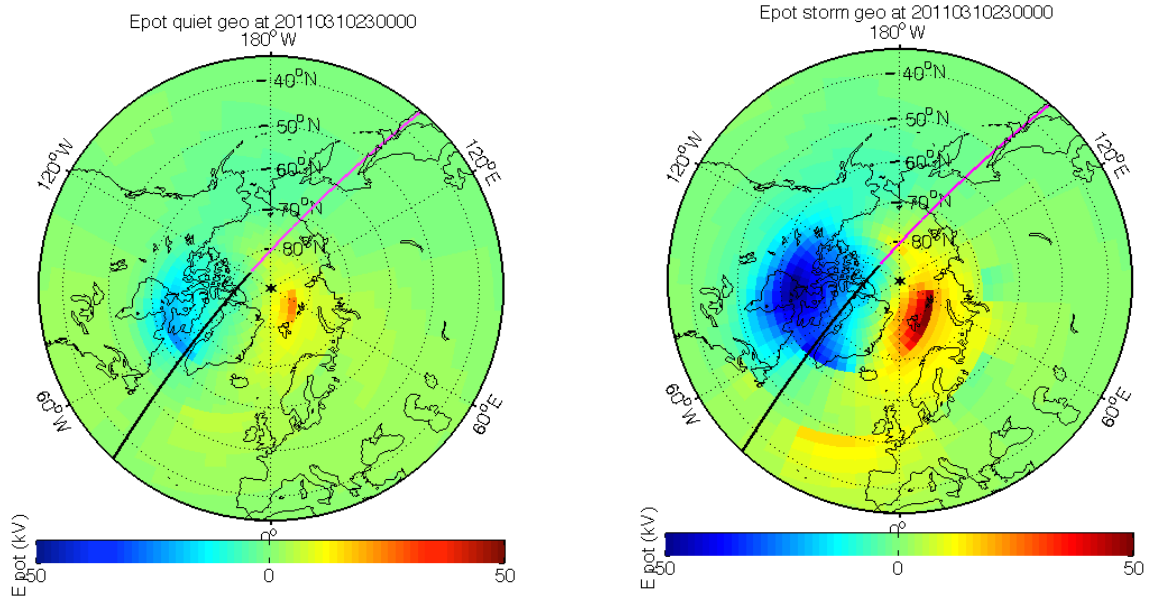 Epot quiet geo at 20110310230000
180° W
40° N
50° N
60° N
70° N
80° N
120° W
120° E
60° W
60° E
0°
E pot (kV)
-50
0
50
Epot storm geo at 20110310230000
180° W
40° N
50° N
60° N
70° N
80° N
120° W
120° E
60° W
60° E
0°
E pot (kV)
-50
0
50